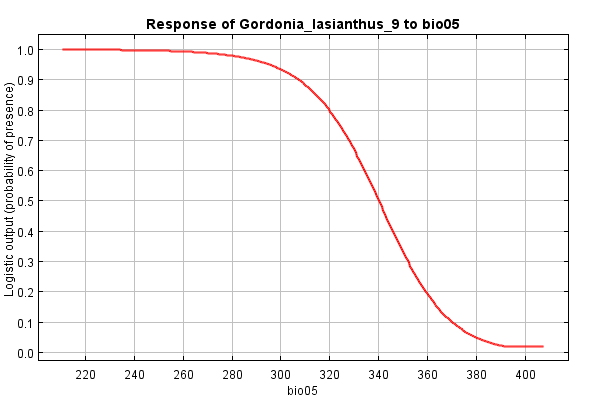 Response of Gordonia_lasianthus_9 to bio05
Logistic output (probability of presence)
1.0
0.9
0.8
0.7
0.6
0.5
0.4
0.3
0.2
0.1
0.0
220 240 260 280 300 320 340 360 380 400
bio05